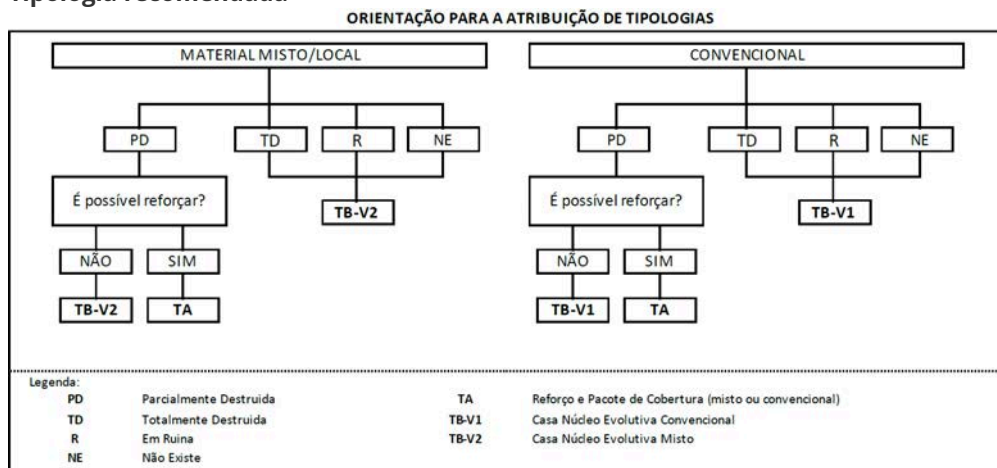 Tipologia recomendada
ORIENTAÇÃO PARA A ATRIBUIÇÃO DE TIPOLOGIAS
MATERIAL MISTO/LOCAL
CONVENCIONAL
PD TD R NE
PD TD R NE
É possível reforçar?
TB-V2
É possível reforçar?
TB-V1
NÃO SIM
NÃO SIM
TB-V2 TA
TB-V1 TA
Legenda:
PD Parcialmente Destruida
TD Totalmente Destruida
R Em Ruina
NE Não Existe
TA Reforço e Pacote de Cobertura (misto ou convencional)
TB-V1 Casa Núcleo Evolutiva Convencional
TB-V2 Casa Núcleo Evolutiva Misto